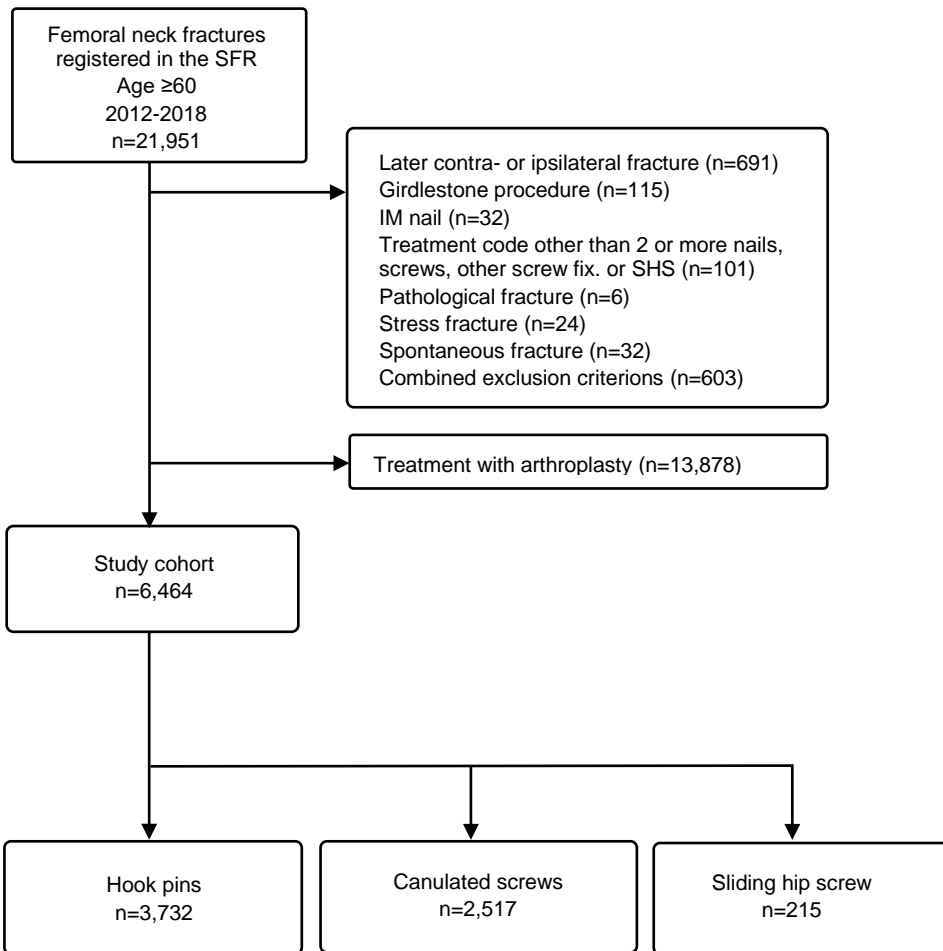 Femoral neck fractures
registered in the SFR
Age ≥60
2012-2018
n=21,951
Later contra- or ipsilateral fracture (n=691)
Girdlestone procedure (n=115)
IM nail (n=32)
Treatment code other than 2 or more nails,
screws, other screw fix. or SHS (n=101)
Pathological fracture (n=6)
Stress fracture (n=24)
Spontaneous fracture (n=32)
Combined exclusion criterions (n=603)
Treatment with arthroplasty (n=13,878)
Study cohort
n=6,464
Hook pins
n=3,732
Canulated screws
n=2,517
Sliding hip screw
n=215